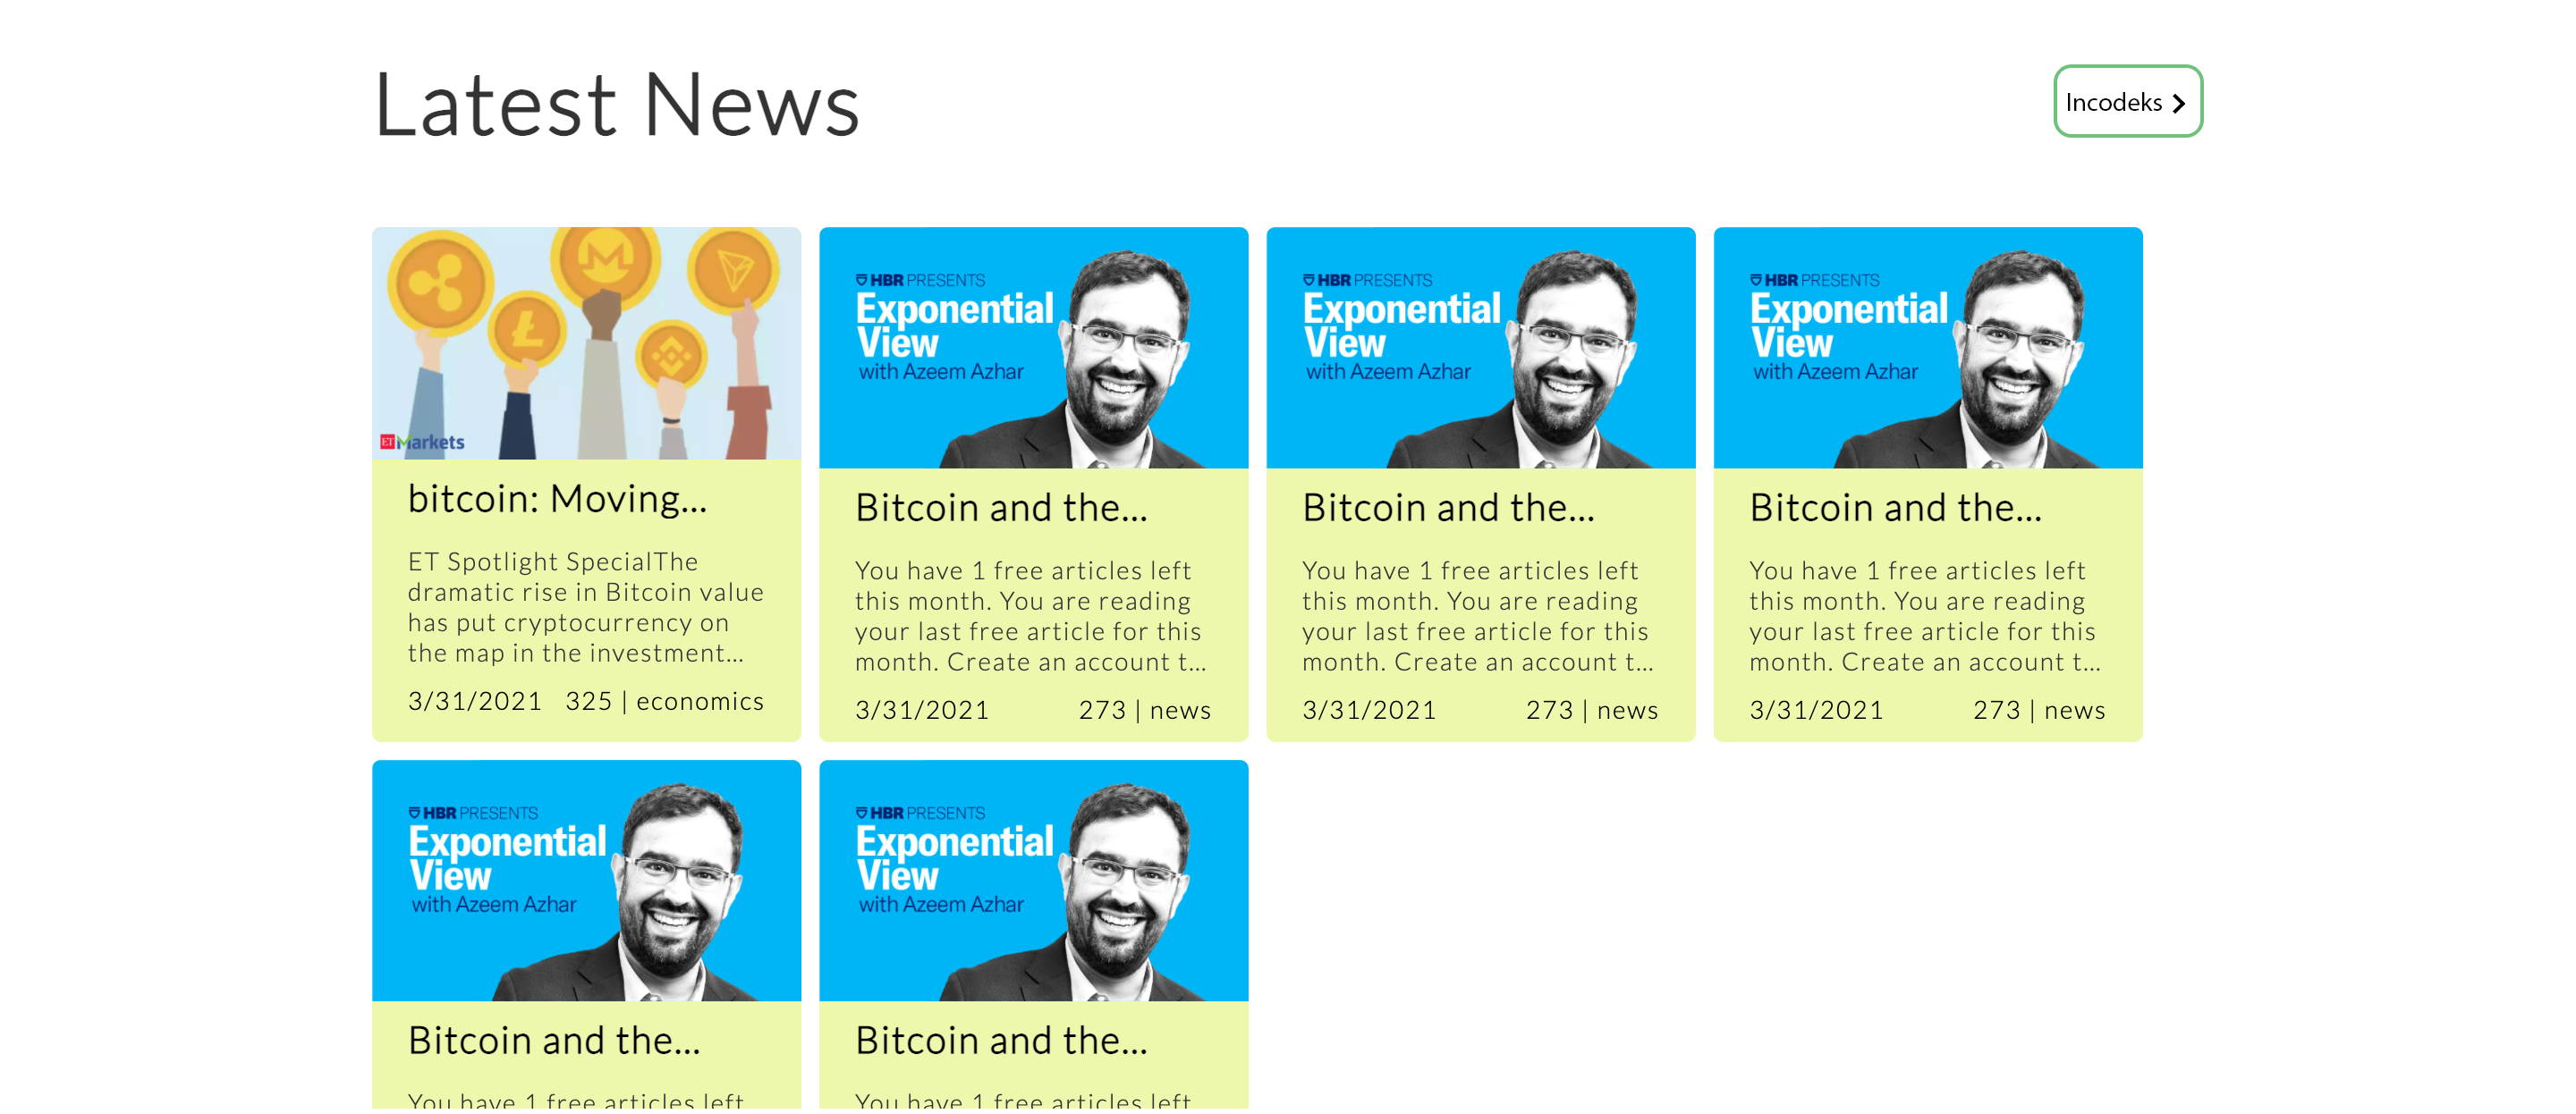 Latest News
Incodeks
ET Markets
bitcoin: Moving...
ET Spotlight SpecialThe
dramatic rise in Bitcoin value
has put cryptocurrency on
the map in the investment...
3/31/2021 325 | economics
HBR PRESENTS
Exponential
View
with Azeem Azhar
Bitcoin and the...
You have 1 free articles left
this month. You are reading
your last free article for this
month. Create an account t...
3/31/2021 273 | news
HBR PRESENTS
Exponential
View
with Azeem Azhar
Bitcoin and the...
You have 1 free articles left
this month. You are reading
your last free article for this
month. Create an account t...
3/31/2021 273 | news
HBR PRESENTS
Exponential
View
with Azeem Azhar
Bitcoin and the...
You have 1 free articles left
this month. You are reading
your last free article for this
month. Create an account t...
3/31/2021 273 | news
HBR PRESENTS
Exponential
View
with Azeem Azhar
Bitcoin and the...
You have 1 free articles left
HBR PRESENTS
Exponential
View
with Azeem Azhar
Bitcoin and the...
You have 1 free articles left